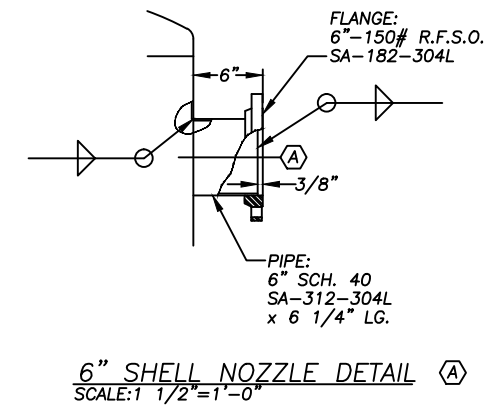 FLANGE:
6"-150# R.F.S.O.
SA-182-304L
6"
A
3/8"
PIPE:
6" SCH. 40
SA-312-304L
x 6 1/4" LG.
6" SHELL NOZZLE DETAIL A
SCALE:1 1/2"=1'-0"